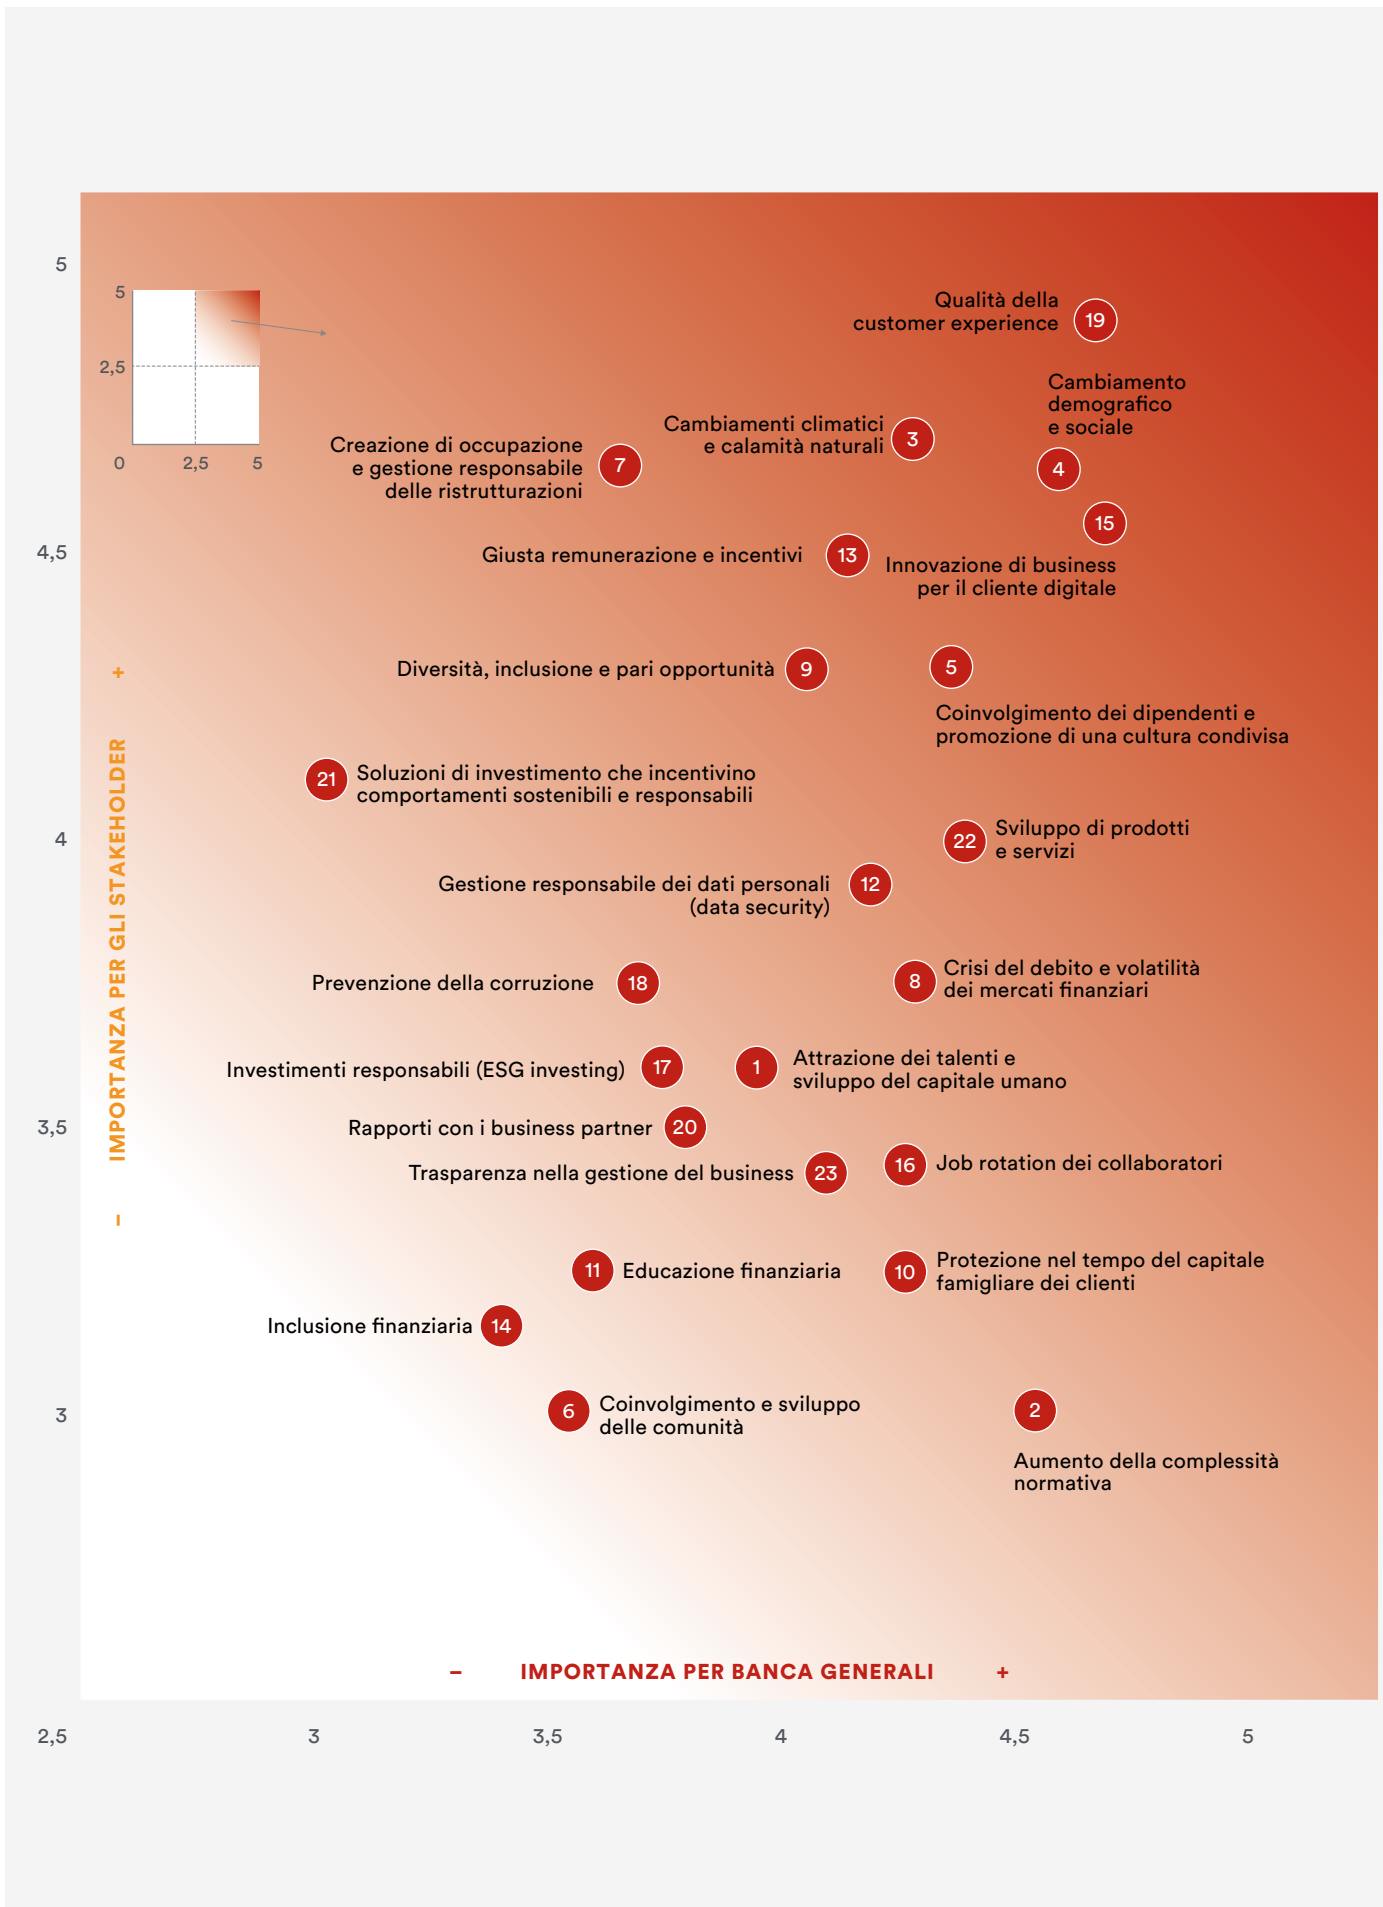 5
5
2,5
0
2,5
5
Qualità della
customer experience
19
Cambiamento
demografico
e sociale
4
Cambiamenti climatici
e calamità naturali
3
Creazione di occupazione
e gestione responsabile
delle ristrutturazioni
7
15
Innovazione di business
per il cliente digitale
4,5
Giusta remunerazione e incentivi
13
Diversità, inclusione e pari opportunità
9
5
Coinvolgimento dei dipendenti e
promozione di una cultura condivisa
21
Soluzioni di investimento che incentivino
comportamenti sostenibili e responsabili
4
22
Sviluppo di prodotti
e servizi
Gestione responsabile dei dati personali
(data security)
12
Prevenzione della corruzione
18
8
Crisi del debito e volatilità
dei mercati finanziari
Investimenti responsabili (ESG investing)
17
1
Attrazione dei talenti e
sviluppo del capitale umano
3,5
Rapporti con i business partner
20
Trasparenza nella gestione del business
23
16
Job rotation dei collaboratori
11
Educazione finanziaria
10
Protezione nel tempo del capitale
famigliare dei clienti
Inclusione finanziaria
14
3
6
Coinvolgimento e sviluppo
delle comunità
2
Aumento della complessità
normativa
– IMPORTANZA PER GLI STAKEHOLDER +
– IMPORTANZA PER BANCA GENERALI +
2,5
3
3,5
4
4,5
5